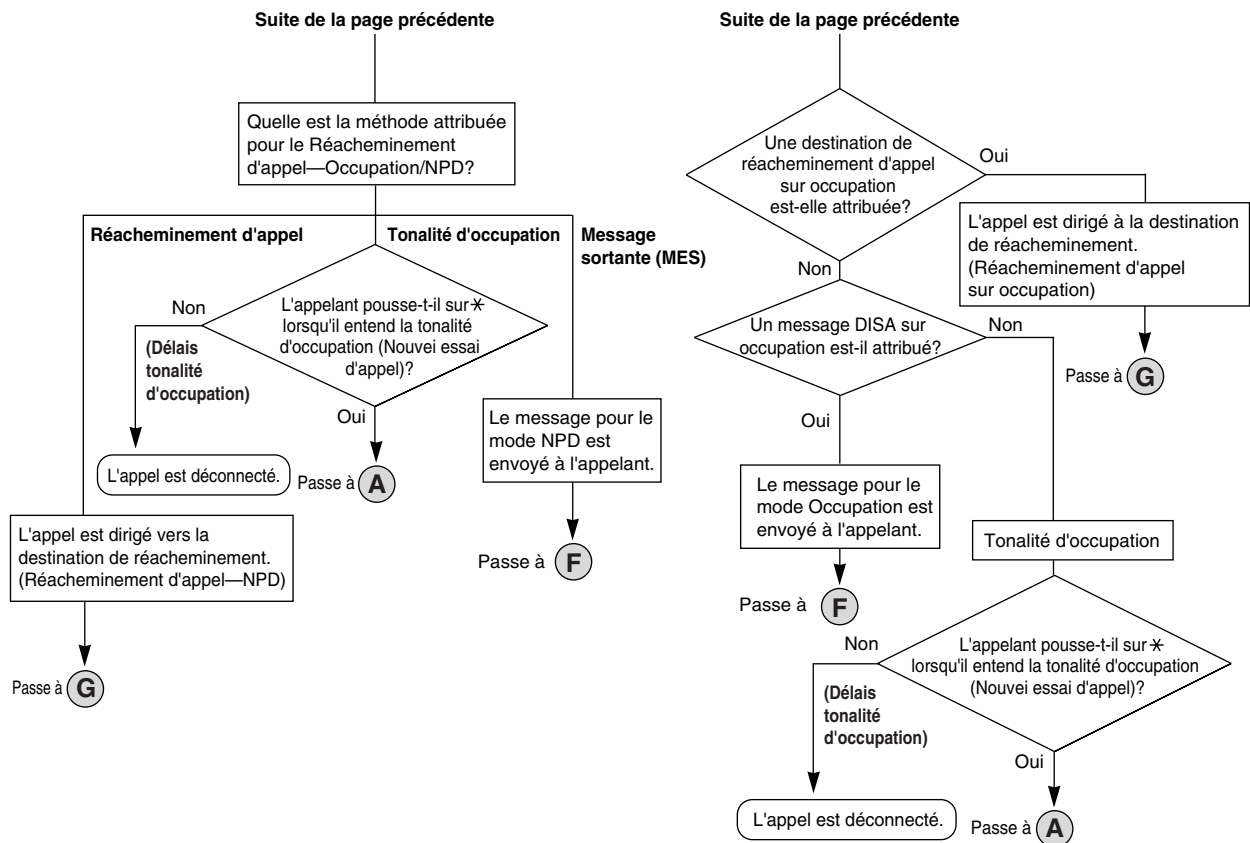 Suite de la page précédente
Quelle est la méthode attribuée
pour le Réacheminement
d'appel—Occupation/NPD?
Réacheminement d'appel
Tonalité d'occupation
Message
sortante (MES)
L'appelant pousse-t-il sur ✳
lorsqu'il entend la tonalité
d'occupation (Nouvei essai
d'appel)?
Non
(Délais
tonalité
d'occupation)
Oui
L'appel est déconnecté.
Passe à A
Le message pour le
mode NPD est
envoyé à l'appelant.
Passe à F
L'appel est dirigé vers la
destination de réacheminement.
(Réacheminement d'appel—NPD)
Passe à G
Suite de la page précédente
Une destination de
réacheminement d'appel
sur occupation
est-elle attribuée?
Oui
L'appel est dirigé à la destination
de réacheminement.
(Réacheminement d'appel
sur occupation)
Passe à G
Non
Un message DISA sur
occupation est-il attribué?
Non
Oui
Le message pour le
mode Occupation est
envoyé à l'appelant.
Passe à F
Tonalité d'occupation
L'appelant pousse-t-il sur ✳
lorsqu'il entend la tonalité d'occupation
(Nouvei essai d'appel)?
Non
(Délais
tonalité
d'occupation)
Oui
L'appel est déconnecté.
Passe à A